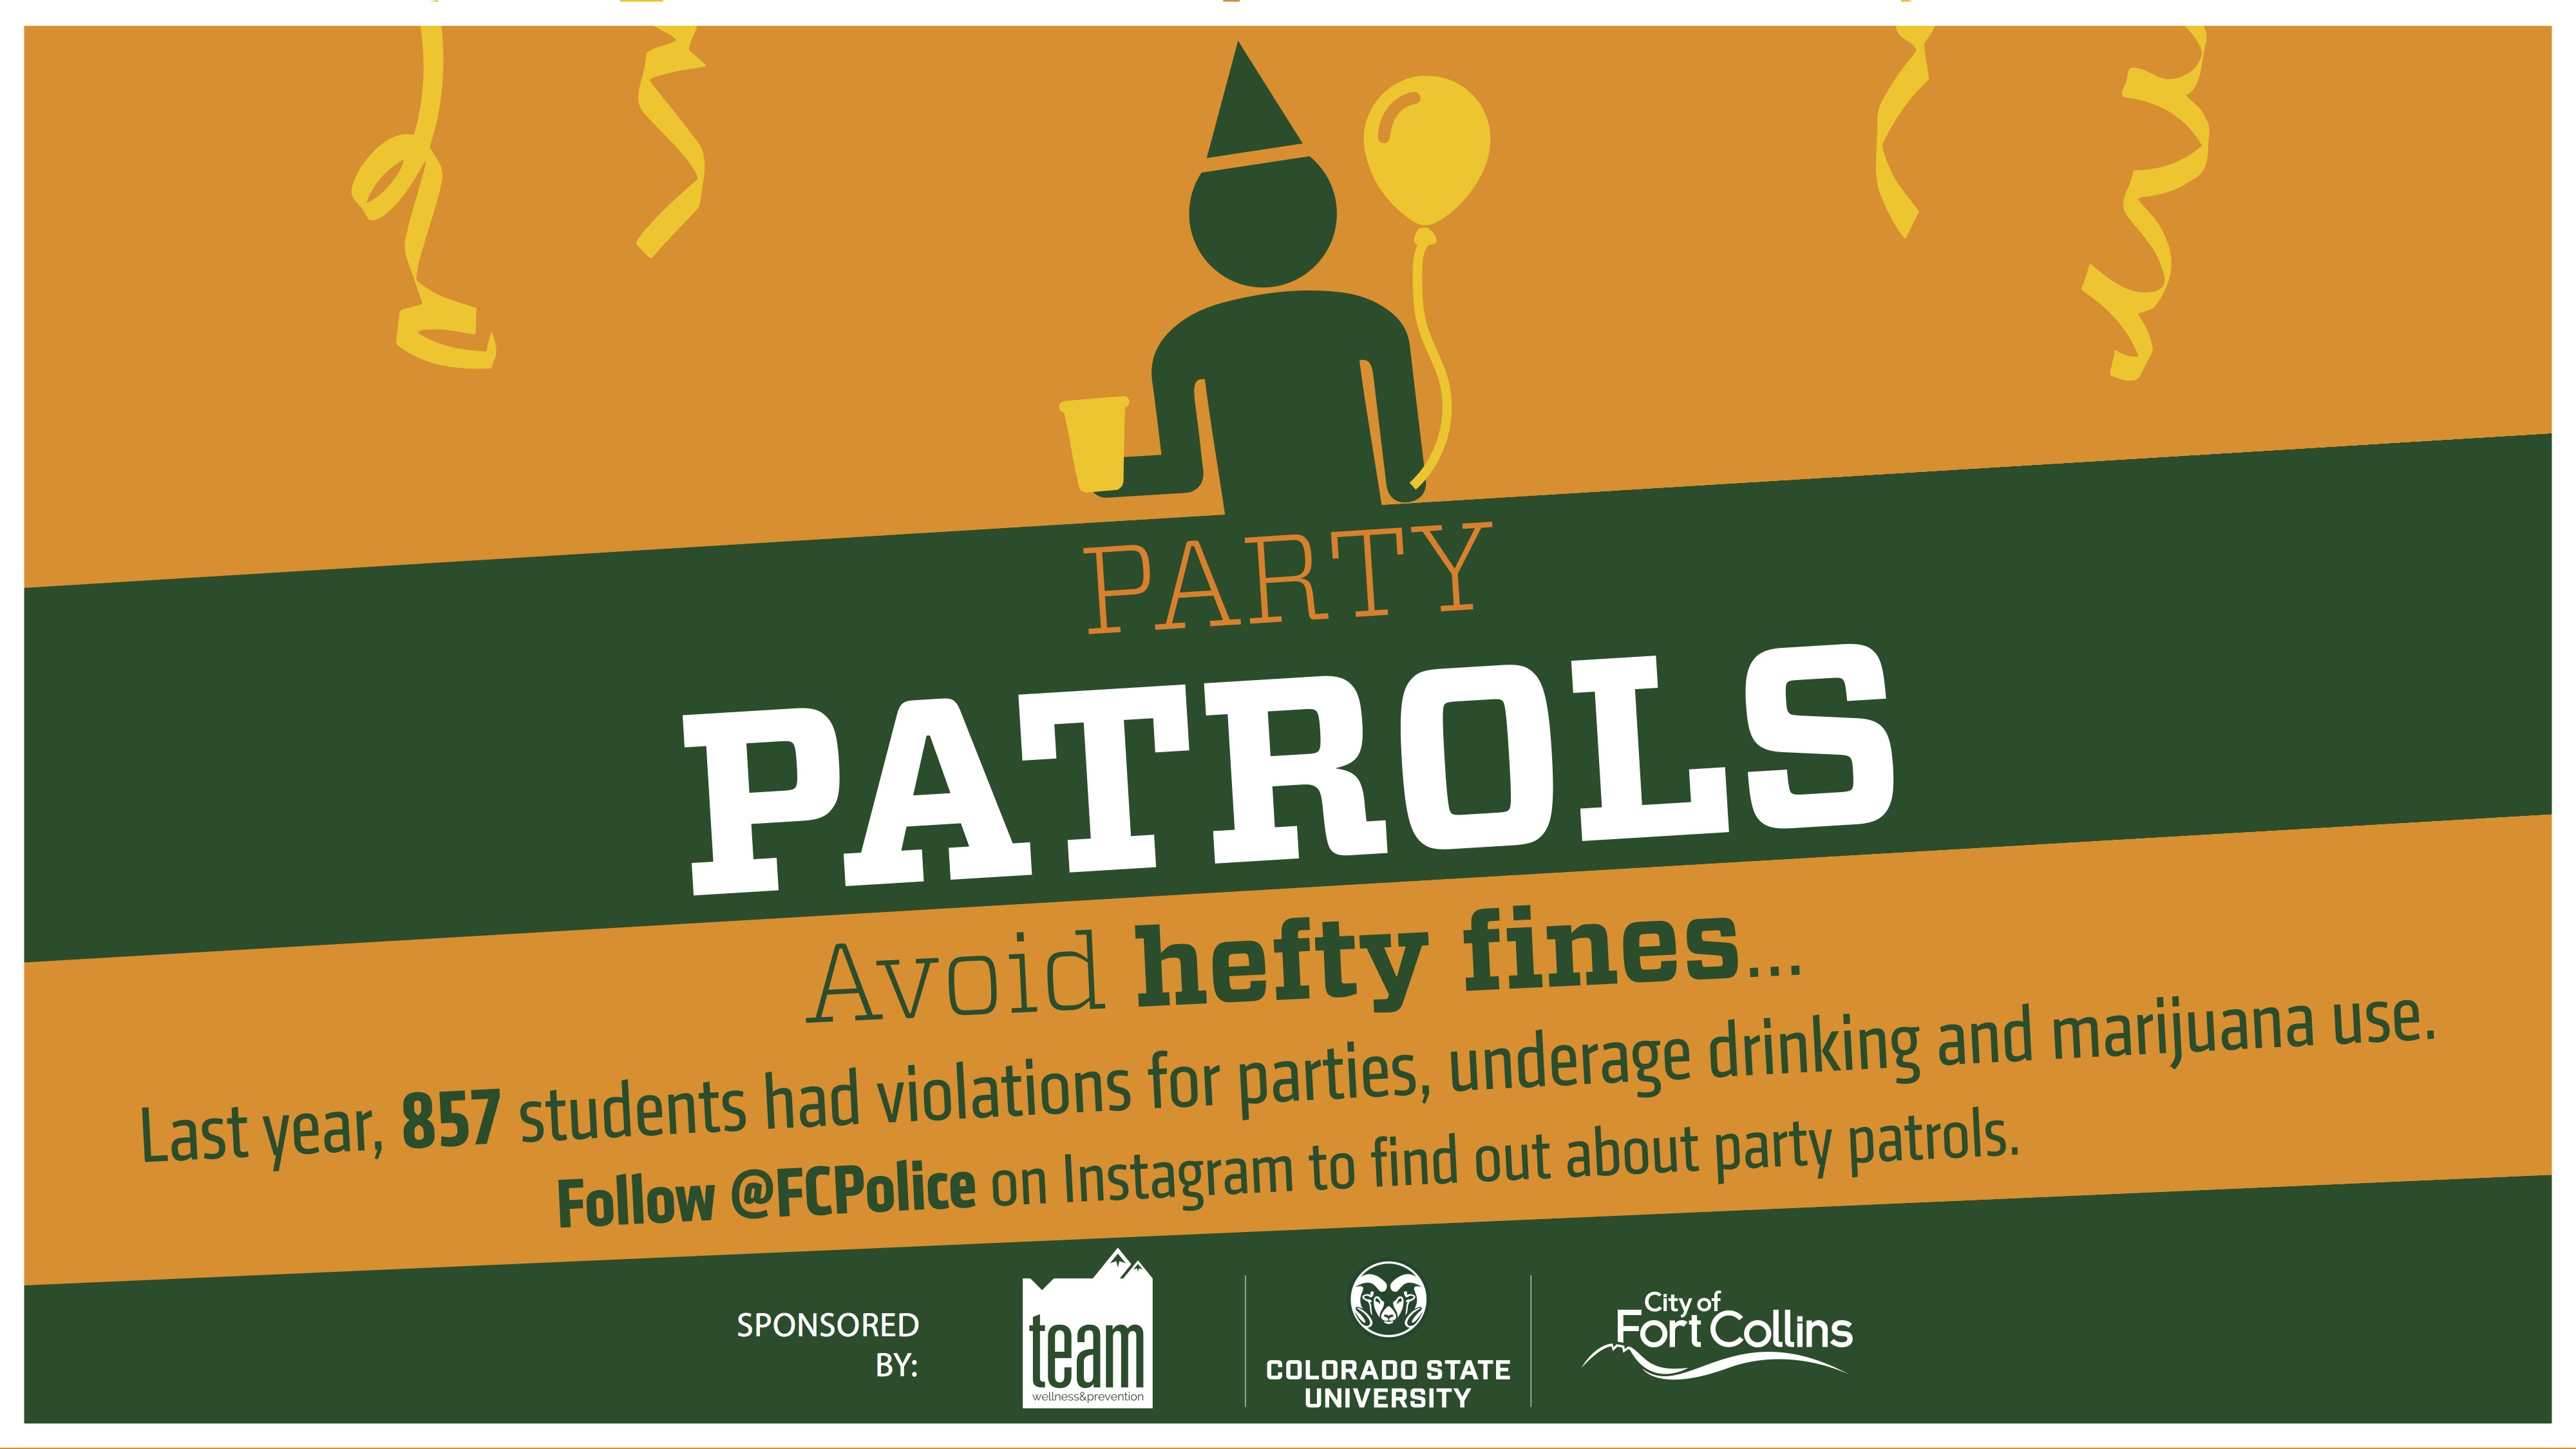 PARTY
PATROLS
Avoid hefty fines...
Last year, 857 students had violations for parties, underage drinking and marijuana use.
Follow @FCPolice on Instagram to find out about party patrols.
SPONSORED
BY:
team
wellness&prevention
COLORADO STATE
UNIVERSITY
City of
Fort Collins